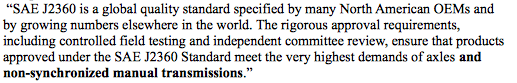 “SAE J2360 is a global quality standard specified by many North American OEMs and
by growing numbers elsewhere in the world. The rigorous approval requirements,
including controlled field testing and independent committee review, ensure that products
approved under the SAE J2360 Standard meet the very highest demands of axles and
non-synchronized manual transmissions.”